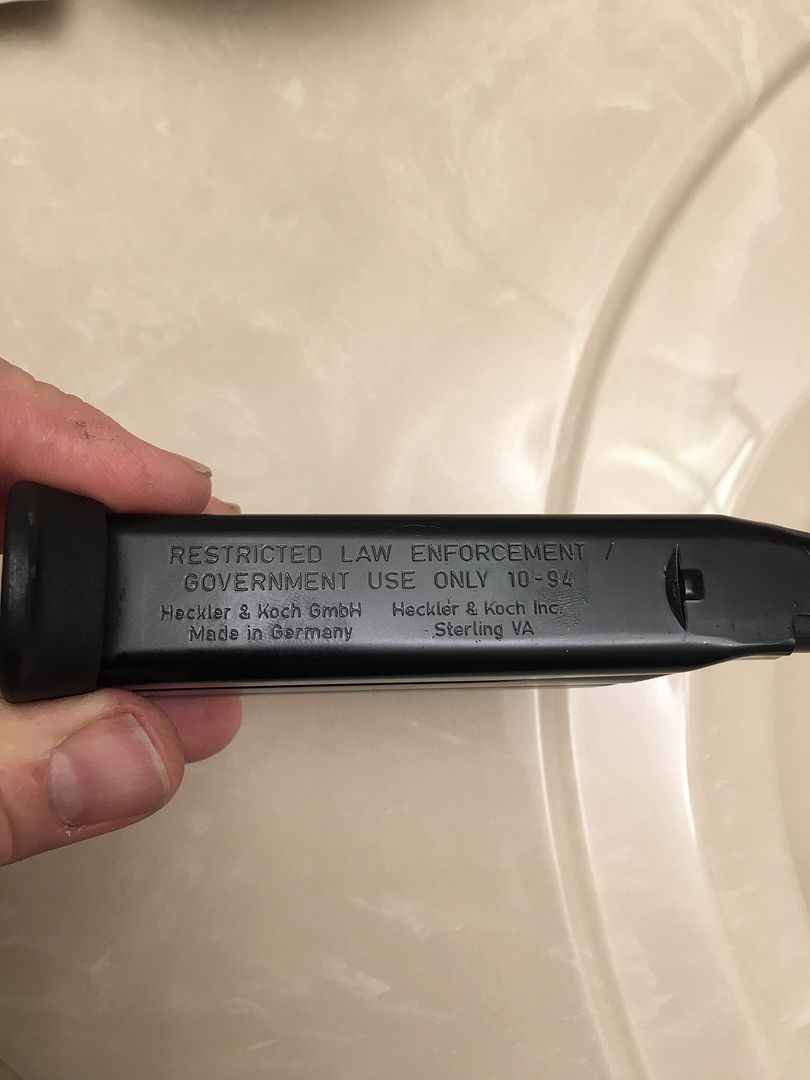 RESTRICTED LAW ENFORCEMENT /
GOVERNMENT USE ONLY 10-94
Heckler & Koch GmbH Heckler & Koch Inc.
Made in Germany Sterling VA